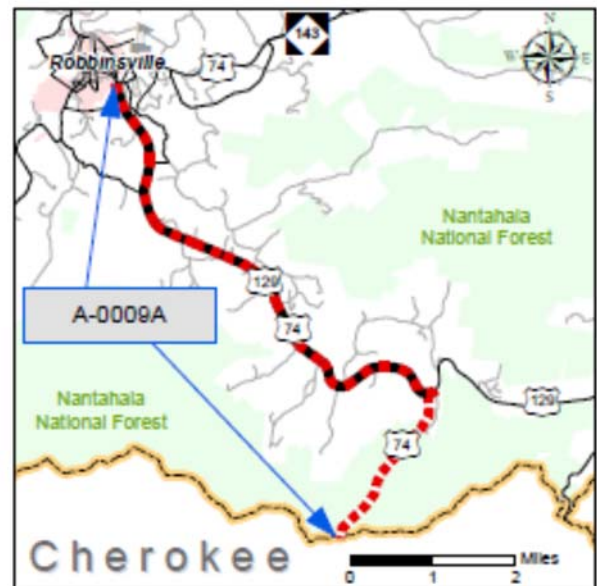 143
N
W E
S
Robbinsville
74
Nantahala
National Forest
129
A-0009A
74
129
Nantahala
National Forest
74
Cherokee
Miles
0 1 2